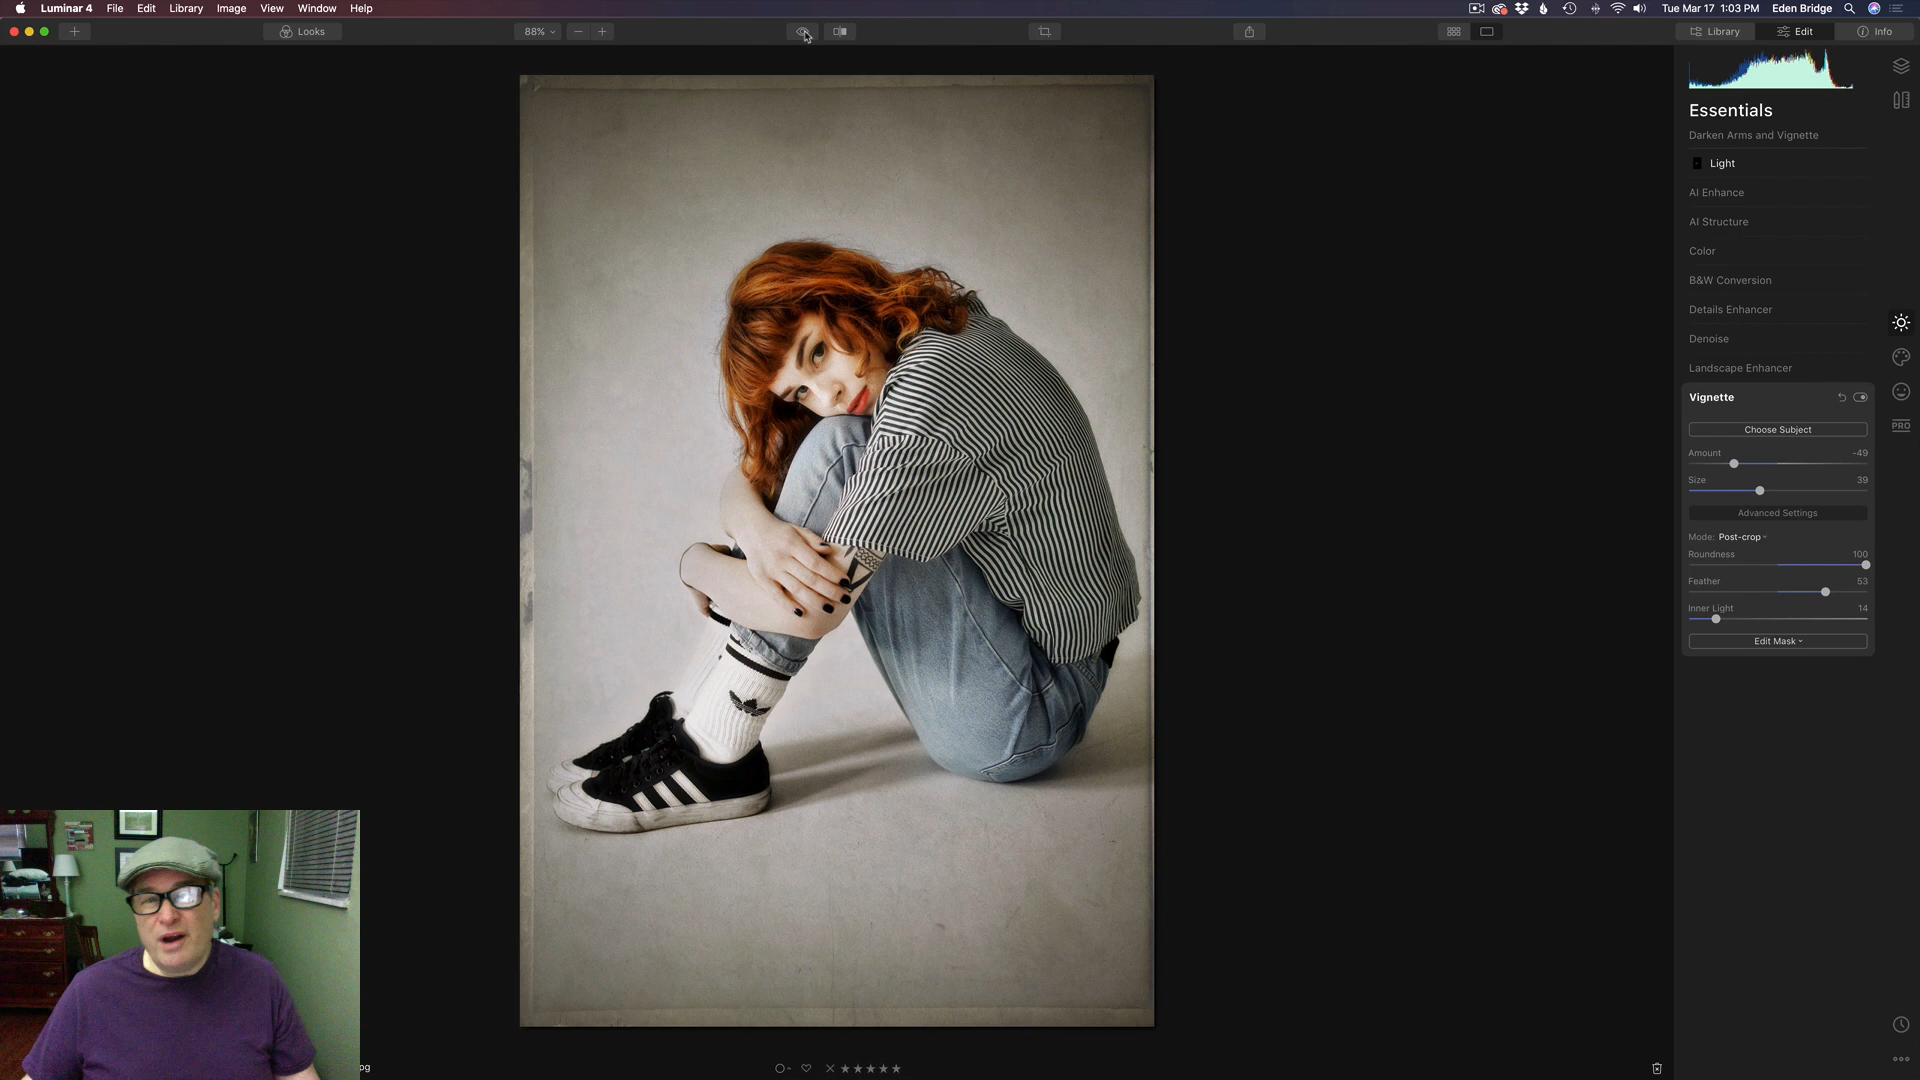 Luminar 4 File Edit Library Image View Window Help
Tue Mar 17 1:03 PM Eden Bridge
Looks
88%
Library
Edit
Info
Essentials
Darken Arms and Vignette
Light
AI Enhance
AI Structure
Color
B&W Conversion
Details Enhancer
Denoise
Landscape Enhancer
Vignette
Choose Subject
Amount -49
Size 39
Advanced Settings
Mode: Post-crop
Roundness 100
Feather 53
Inner Light 14
Edit Mask
PRO
pg